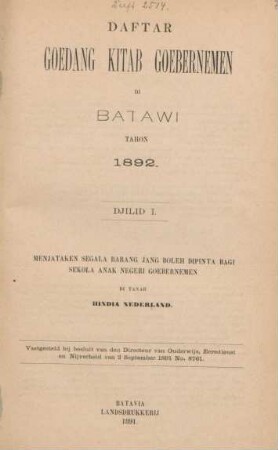 DAFTAR
GOEDANG KITAB GOEBERNEMEN
DI
BATAWI
TAHON
1892.
DJILID I.
MENJATAKEN SEGALA BARANG JANG BOLEH DIPINTA BAGI
SEKOLA ANAK NEGERI GOEBERNEMEN
DI TANAH
HINDIA NEDERLAND.
Vastgesteld bij besluit van den Directeur van Onderwijs, Eeredienst
en Nijverheid van 2 September 1891 No. 8761.
BATAVIA
LANDSDRUKKERIJ
1891.